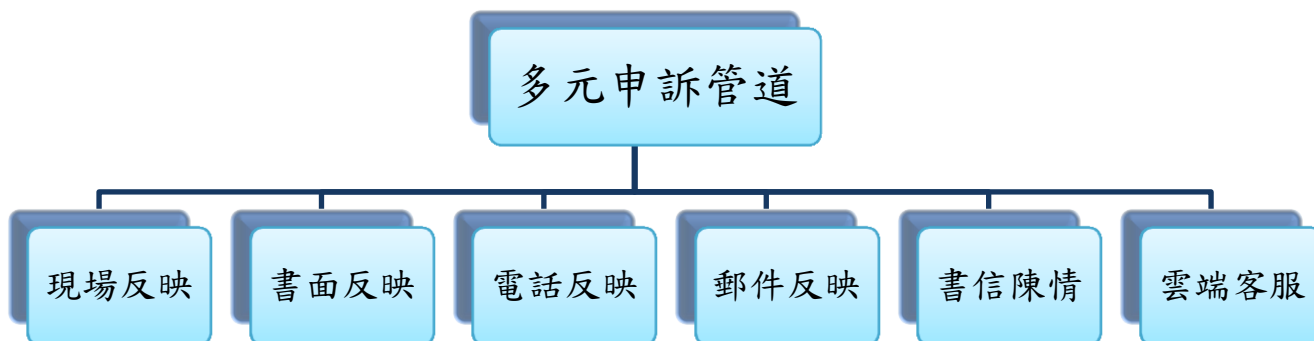 多元申訴管道
現場反映
書面反映
電話反映
郵件反映
書信陳情
雲端客服